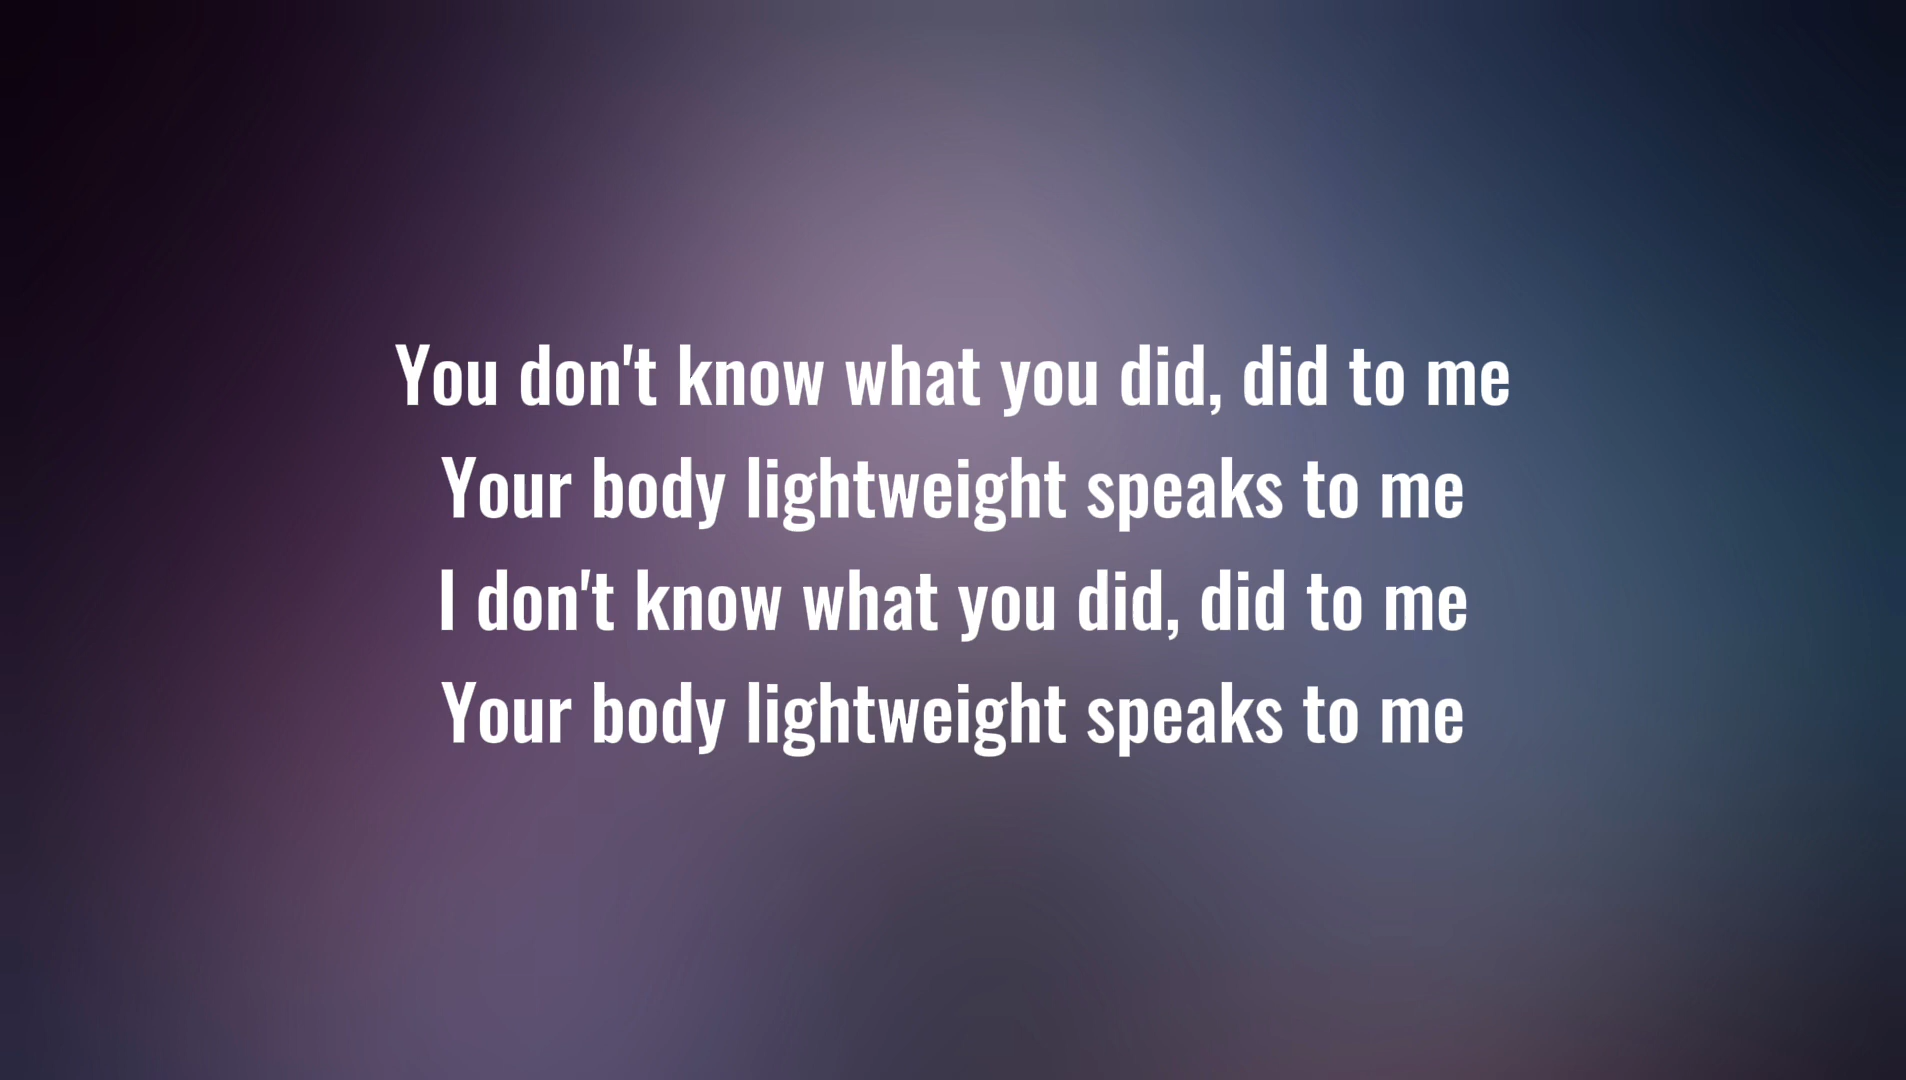 You don't know what you did, did to me
Your body lightweight speaks to me
I don't know what you did, did to me
Your body lightweight speaks to me